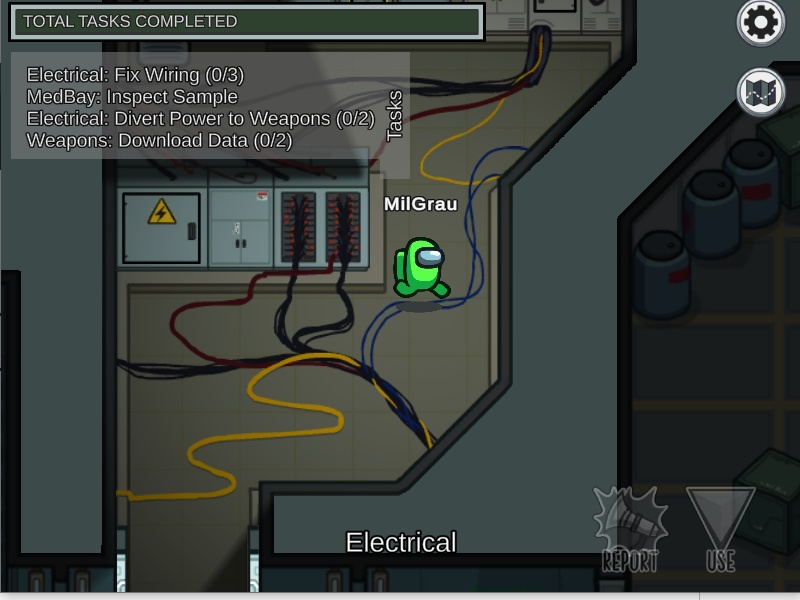 TOTAL TASKS COMPLETED
Electrical: Fix Wiring (0/3)
MedBay: Inspect Sample
Electrical: Divert Power to Weapons (0/2)
Weapons: Download Data (0/2)
Tasks
MilGrau
Electrical
REPORT
USE